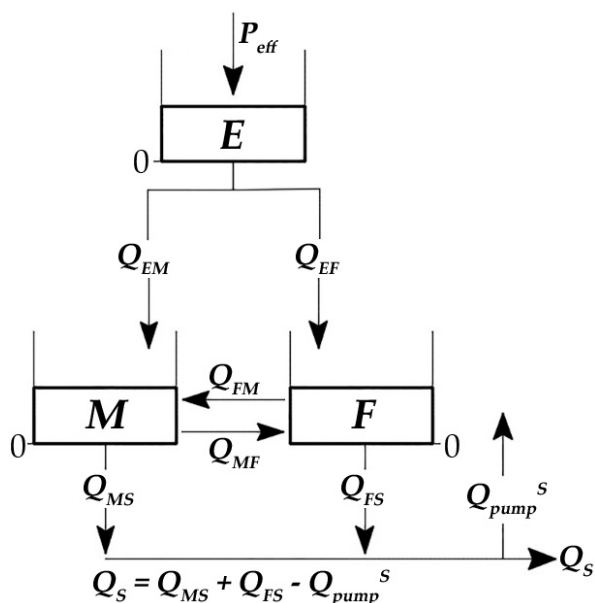 P_eff
E
0
Q_EM
Q_EF
Q_FM
M
F
0
0
Q_MF
Q_MS
Q_FS
Q_pump^S
Q_S
Q_S = Q_MS + Q_FS - Q_pump^S